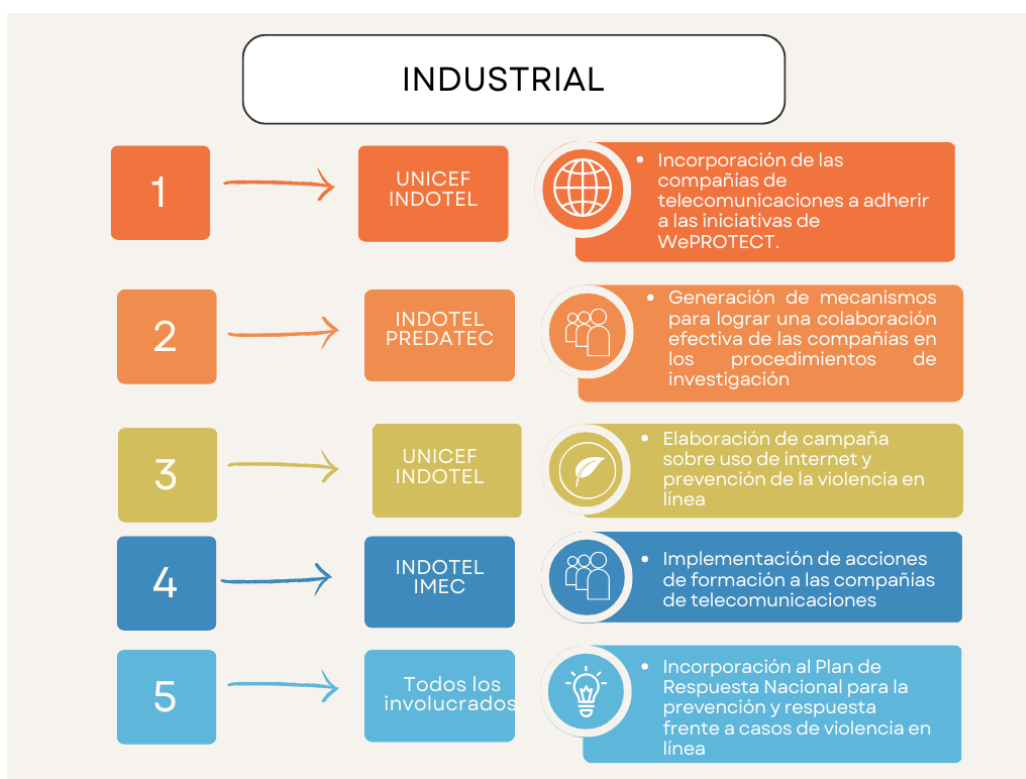 INDUSTRIAL
1
UNICEF
INDOTEL
• Incorporación de las
compañías de
telecomunicaciones a adherir
a las iniciativas de
WePROTECT.
2
INDOTEL
PREDATEC
• Generación de mecanismos
para lograr una colaboración
efectiva de las compañías en
los procedimientos de
investigación
3
UNICEF
INDOTEL
• Elaboración de campaña
sobre uso de internet y
prevención de la violencia en
línea
4
INDOTEL
IMEC
• Implementación de acciones
de formación a las compañías
de telecomunicaciones
5
Todos los
involucrados
• Incorporación al Plan de
Respuesta Nacional para la
prevención y respuesta
frente a casos de violencia en
línea